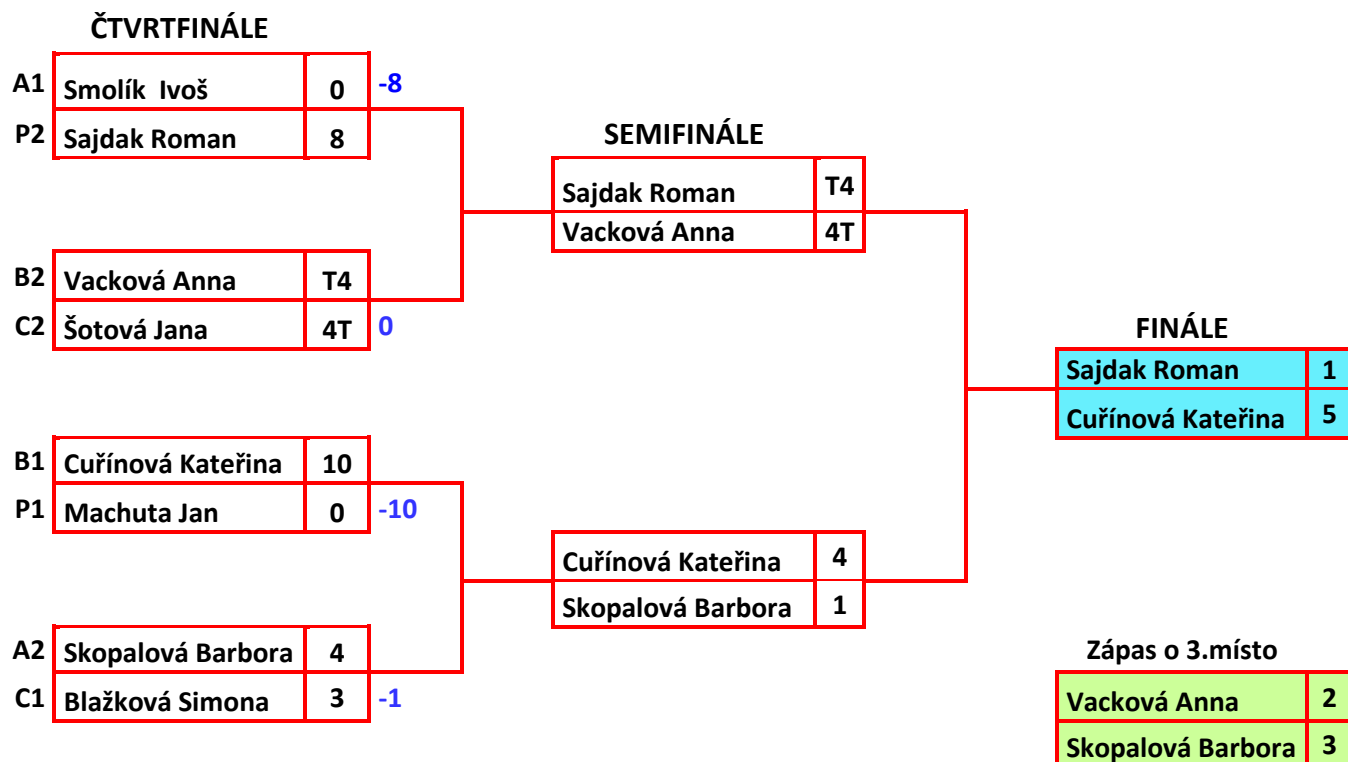 ČTVRTFINÁLE
A1 Smolík Ivoš 0 -8
P2 Sajdak Roman 8
SEMIFINÁLE
Sajdak Roman T4
Vacková Anna 4T
B2 Vacková Anna T4
C2 Šotová Jana 4T 0
FINÁLE
Sajdak Roman 1
Cuřínová Kateřina 5
B1 Cuřínová Kateřina 10
P1 Machuta Jan 0 -10
Cuřínová Kateřina 4
Skopalová Barbora 1
A2 Skopalová Barbora 4
C1 Blažková Simona 3 -1
Zápas o 3.místo
Vacková Anna 2
Skopalová Barbora 3